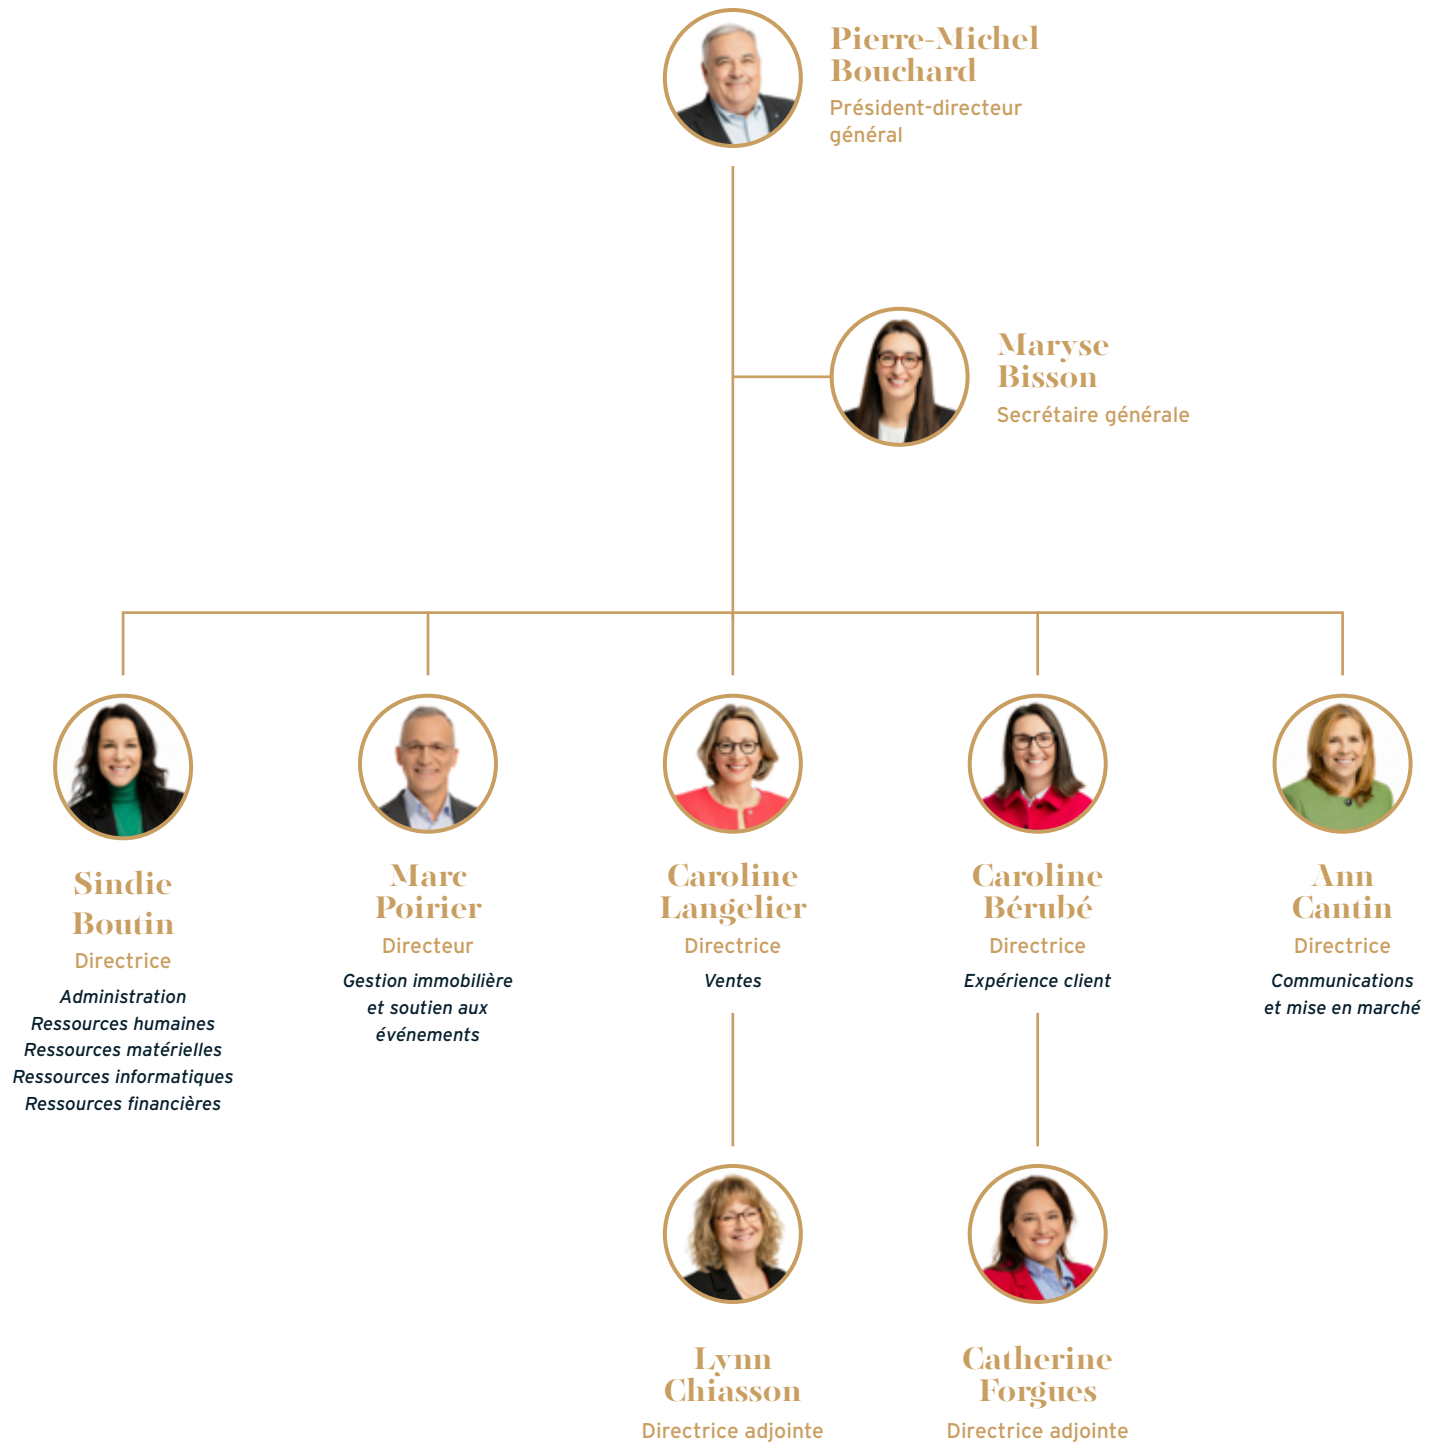 Pierre-Michel
Bouchard
Président-directeur
général
Maryse
Bisson
Secrétaire générale
Sindie
Boutin
Directrice
Administration
Ressources humaines
Ressources matérielles
Ressources informatiques
Ressources financières
Marc
Poirier
Directeur
Gestion immobilière
et soutien aux
événements
Caroline
Langelier
Directrice
Ventes
Caroline
Bérubé
Directrice
Expérience client
Ann
Cantin
Directrice
Communications
et mise en marché
Lynn
Chiasson
Directrice adjointe
Catherine
Forgues
Directrice adjointe